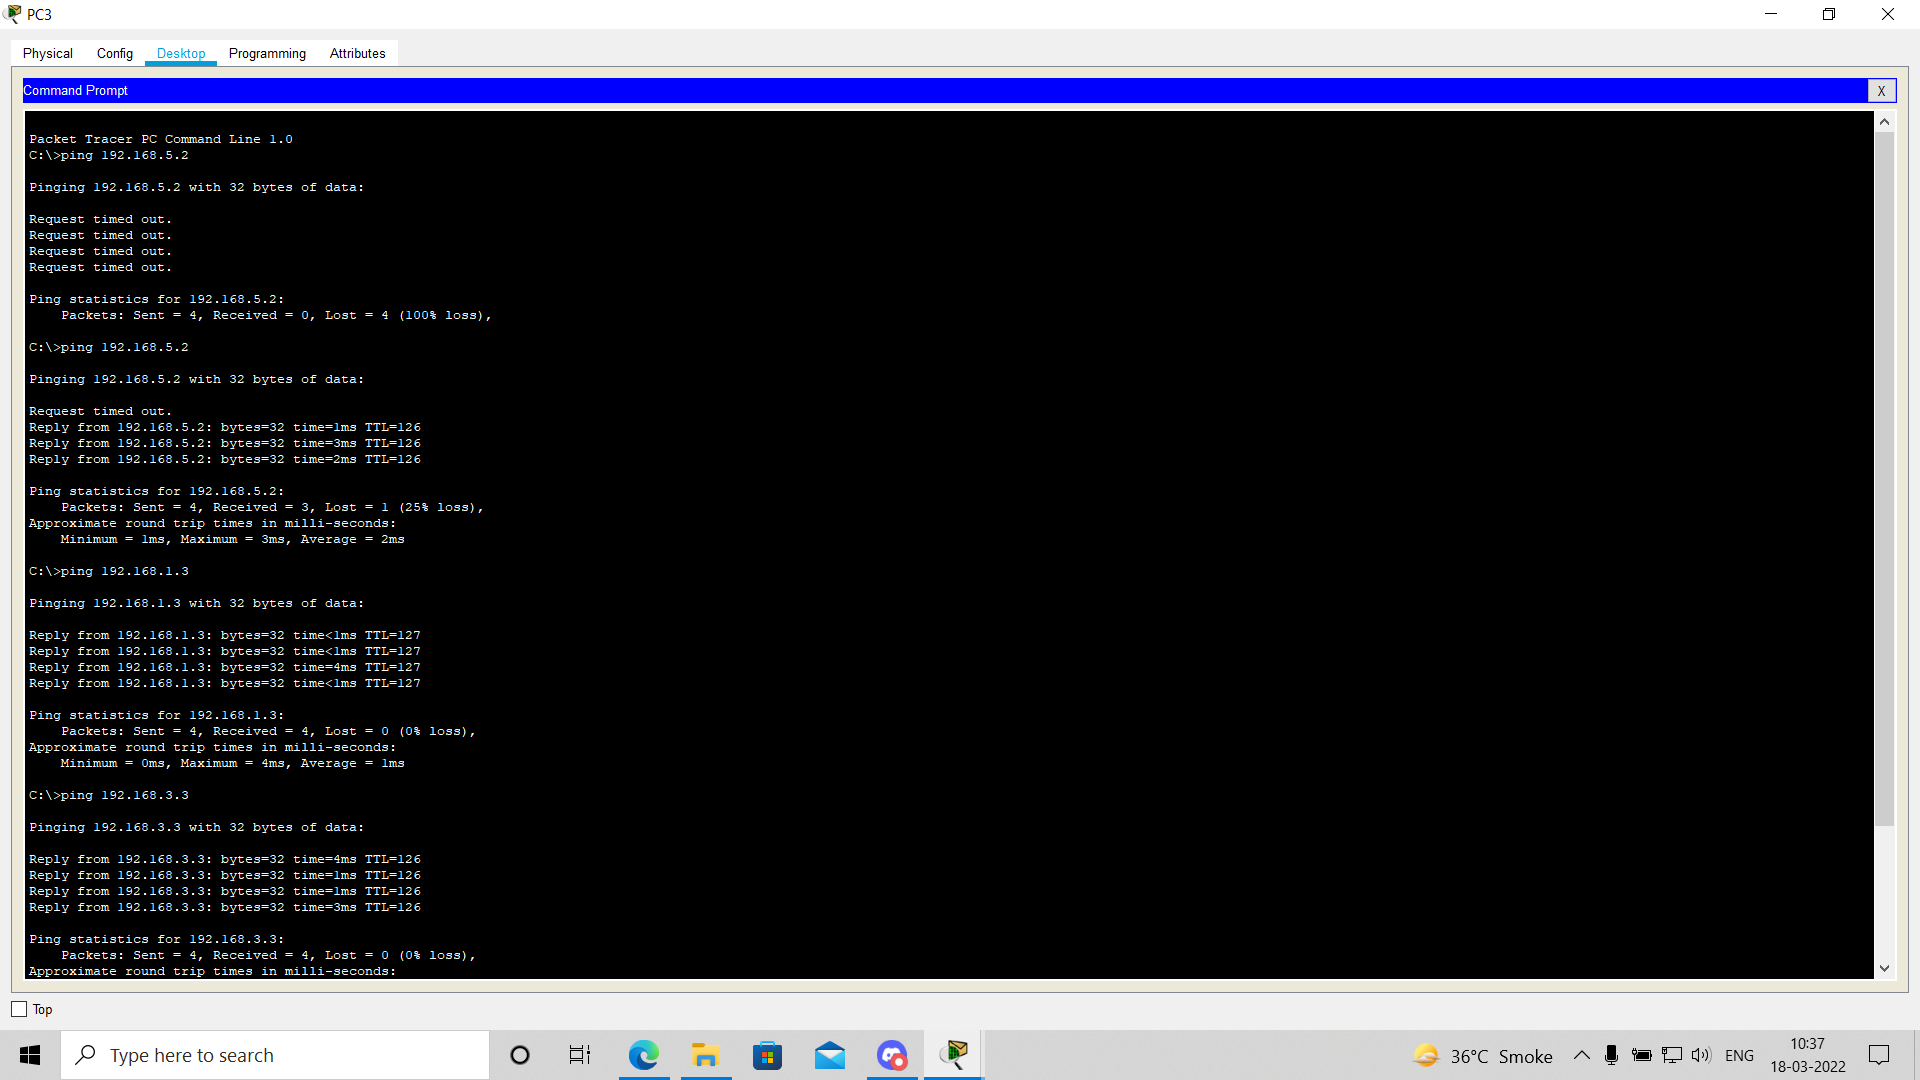 PC3
Physical Config Desktop Programming Attributes
Command Prompt
X
Packet Tracer PC Command Line 1.0
C:\>ping 192.168.5.2
Pinging 192.168.5.2 with 32 bytes of data:
Request timed out.
Request timed out.
Request timed out.
Request timed out.
Ping statistics for 192.168.5.2:
Packets: Sent = 4, Received = 0, Lost = 4 (100% loss),
C:\>ping 192.168.5.2
Pinging 192.168.5.2 with 32 bytes of data:
Request timed out.
Reply from 192.168.5.2: bytes=32 time=1ms TTL=126
Reply from 192.168.5.2: bytes=32 time=3ms TTL=126
Reply from 192.168.5.2: bytes=32 time=2ms TTL=126
Ping statistics for 192.168.5.2:
Packets: Sent = 4, Received = 3, Lost = 1 (25% loss),
Approximate round trip times in milli-seconds:
Minimum = 1ms, Maximum = 3ms, Average = 2ms
C:\>ping 192.168.1.3
Pinging 192.168.1.3 with 32 bytes of data:
Reply from 192.168.1.3: bytes=32 time<1ms TTL=127
Reply from 192.168.1.3: bytes=32 time<1ms TTL=127
Reply from 192.168.1.3: bytes=32 time=4ms TTL=127
Reply from 192.168.1.3: bytes=32 time<1ms TTL=127
Ping statistics for 192.168.1.3:
Packets: Sent = 4, Received = 4, Lost = 0 (0% loss),
Approximate round trip times in milli-seconds:
Minimum = 0ms, Maximum = 4ms, Average = 1ms
C:\>ping 192.168.3.3
Pinging 192.168.3.3 with 32 bytes of data:
Reply from 192.168.3.3: bytes=32 time=4ms TTL=126
Reply from 192.168.3.3: bytes=32 time=1ms TTL=126
Reply from 192.168.3.3: bytes=32 time=1ms TTL=126
Reply from 192.168.3.3: bytes=32 time=3ms TTL=126
Ping statistics for 192.168.3.3:
Packets: Sent = 4, Received = 4, Lost = 0 (0% loss),
Approximate round trip times in milli-seconds:
Top
Type here to search
36°C Smoke
ENG
10:37
18-03-2022